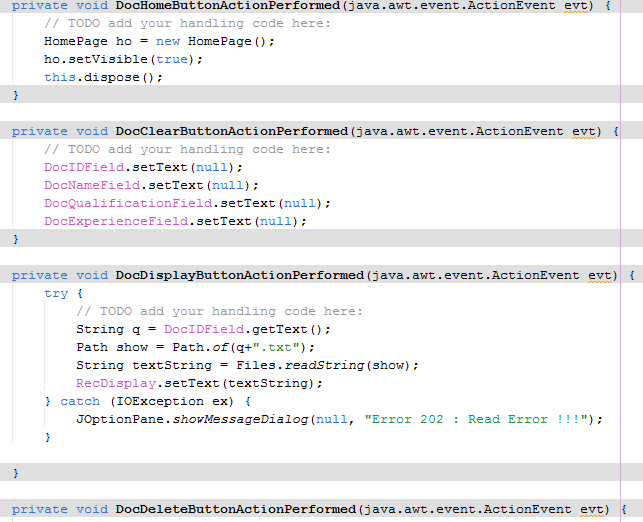 private void DocHomeButtonActionPerformed(java.awt.event.ActionEvent evt) {
// TODO add your handling code here:
HomePage ho = new HomePage();
ho.setVisible(true);
this.dispose();
}
private void DocClearButtonActionPerformed(java.awt.event.ActionEvent evt) {
// TODO add your handling code here:
DocIDField.setText(null);
DocNameField.setText(null);
DocQualificationField.setText(null);
DocExperienceField.setText(null);
}
private void DocDisplayButtonActionPerformed(java.awt.event.ActionEvent evt) {
try {
// TODO add your handling code here:
String q = DocIDField.getText();
Path show = Path.of(q+".txt");
String textString = Files.readString(show);
RecDisplay.setText(textString);
} catch (IOException ex) {
JOptionPane.showMessageDialog(null, "Error 202 : Read Error !!!");
}
}
private void DocDeleteButtonActionPerformed(java.awt.event.ActionEvent evt) {